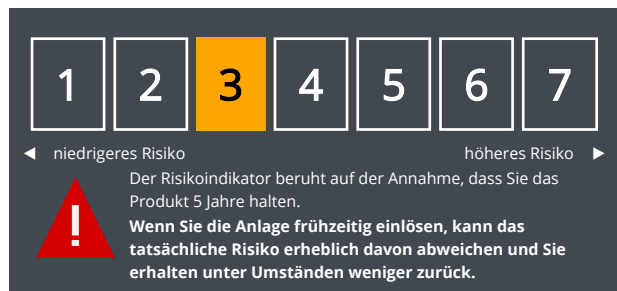 1 2 3 4 5 6 7
niedrigeres Risiko höheres Risiko
Der Risikoindikator beruht auf der Annahme, dass Sie das
Produkt 5 Jahre halten.
Wenn Sie die Anlage frühzeitig einlösen, kann das
tatsächliche Risiko erheblich davon abweichen und Sie
erhalten unter Umständen weniger zurück.